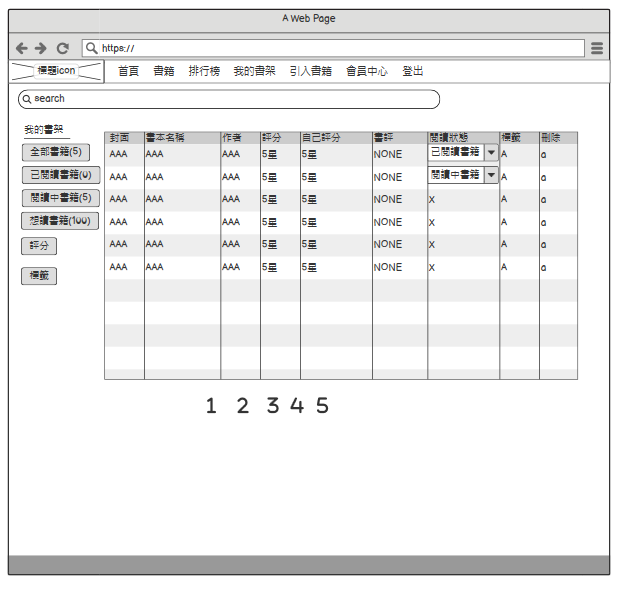 A Web Page
https://
標題icon 首頁 書籍 排行榜 我的書架 引入書籍 會員中心 登出
search
我的書架
全部書籍(5)
已閱讀書籍(0)
閱讀中書籍(5)
想讀書籍(100)
評分
標籤
封面 書本名稱 作者 評分 自己評分 書評 閱讀狀態 標籤 刪除
AAA AAA AAA 5星 5星 NONE 已閱讀書籍 A a
AAA AAA AAA 5星 5星 NONE 閱讀中書籍 A a
AAA AAA AAA 5星 5星 NONE X A a
AAA AAA AAA 5星 5星 NONE X A a
AAA AAA AAA 5星 5星 NONE X A a
AAA AAA AAA 5星 5星 NONE X A a
1 2 3 4 5